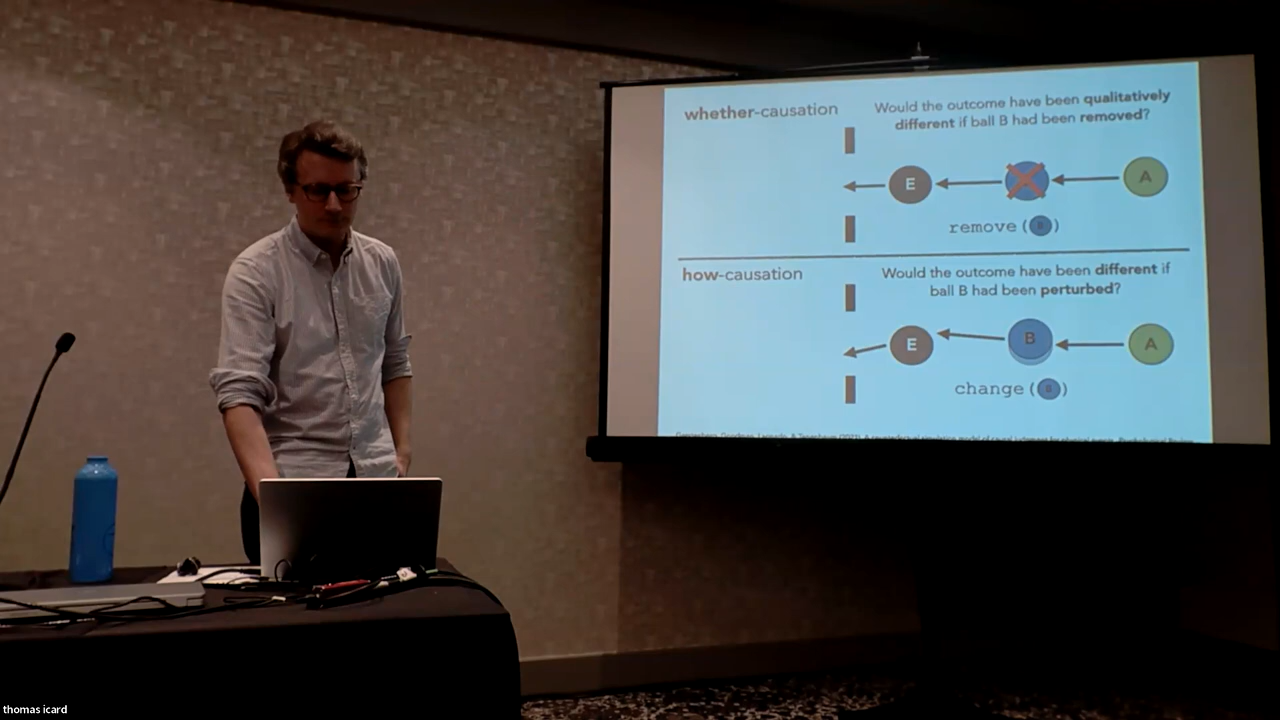 whether-causation
Would the outcome have been qualitatively
different if ball B had been removed?
E
A
remove (B)
how-causation
Would the outcome have been different if
ball B had been perturbed?
E
B
A
change (B)
thomas icard